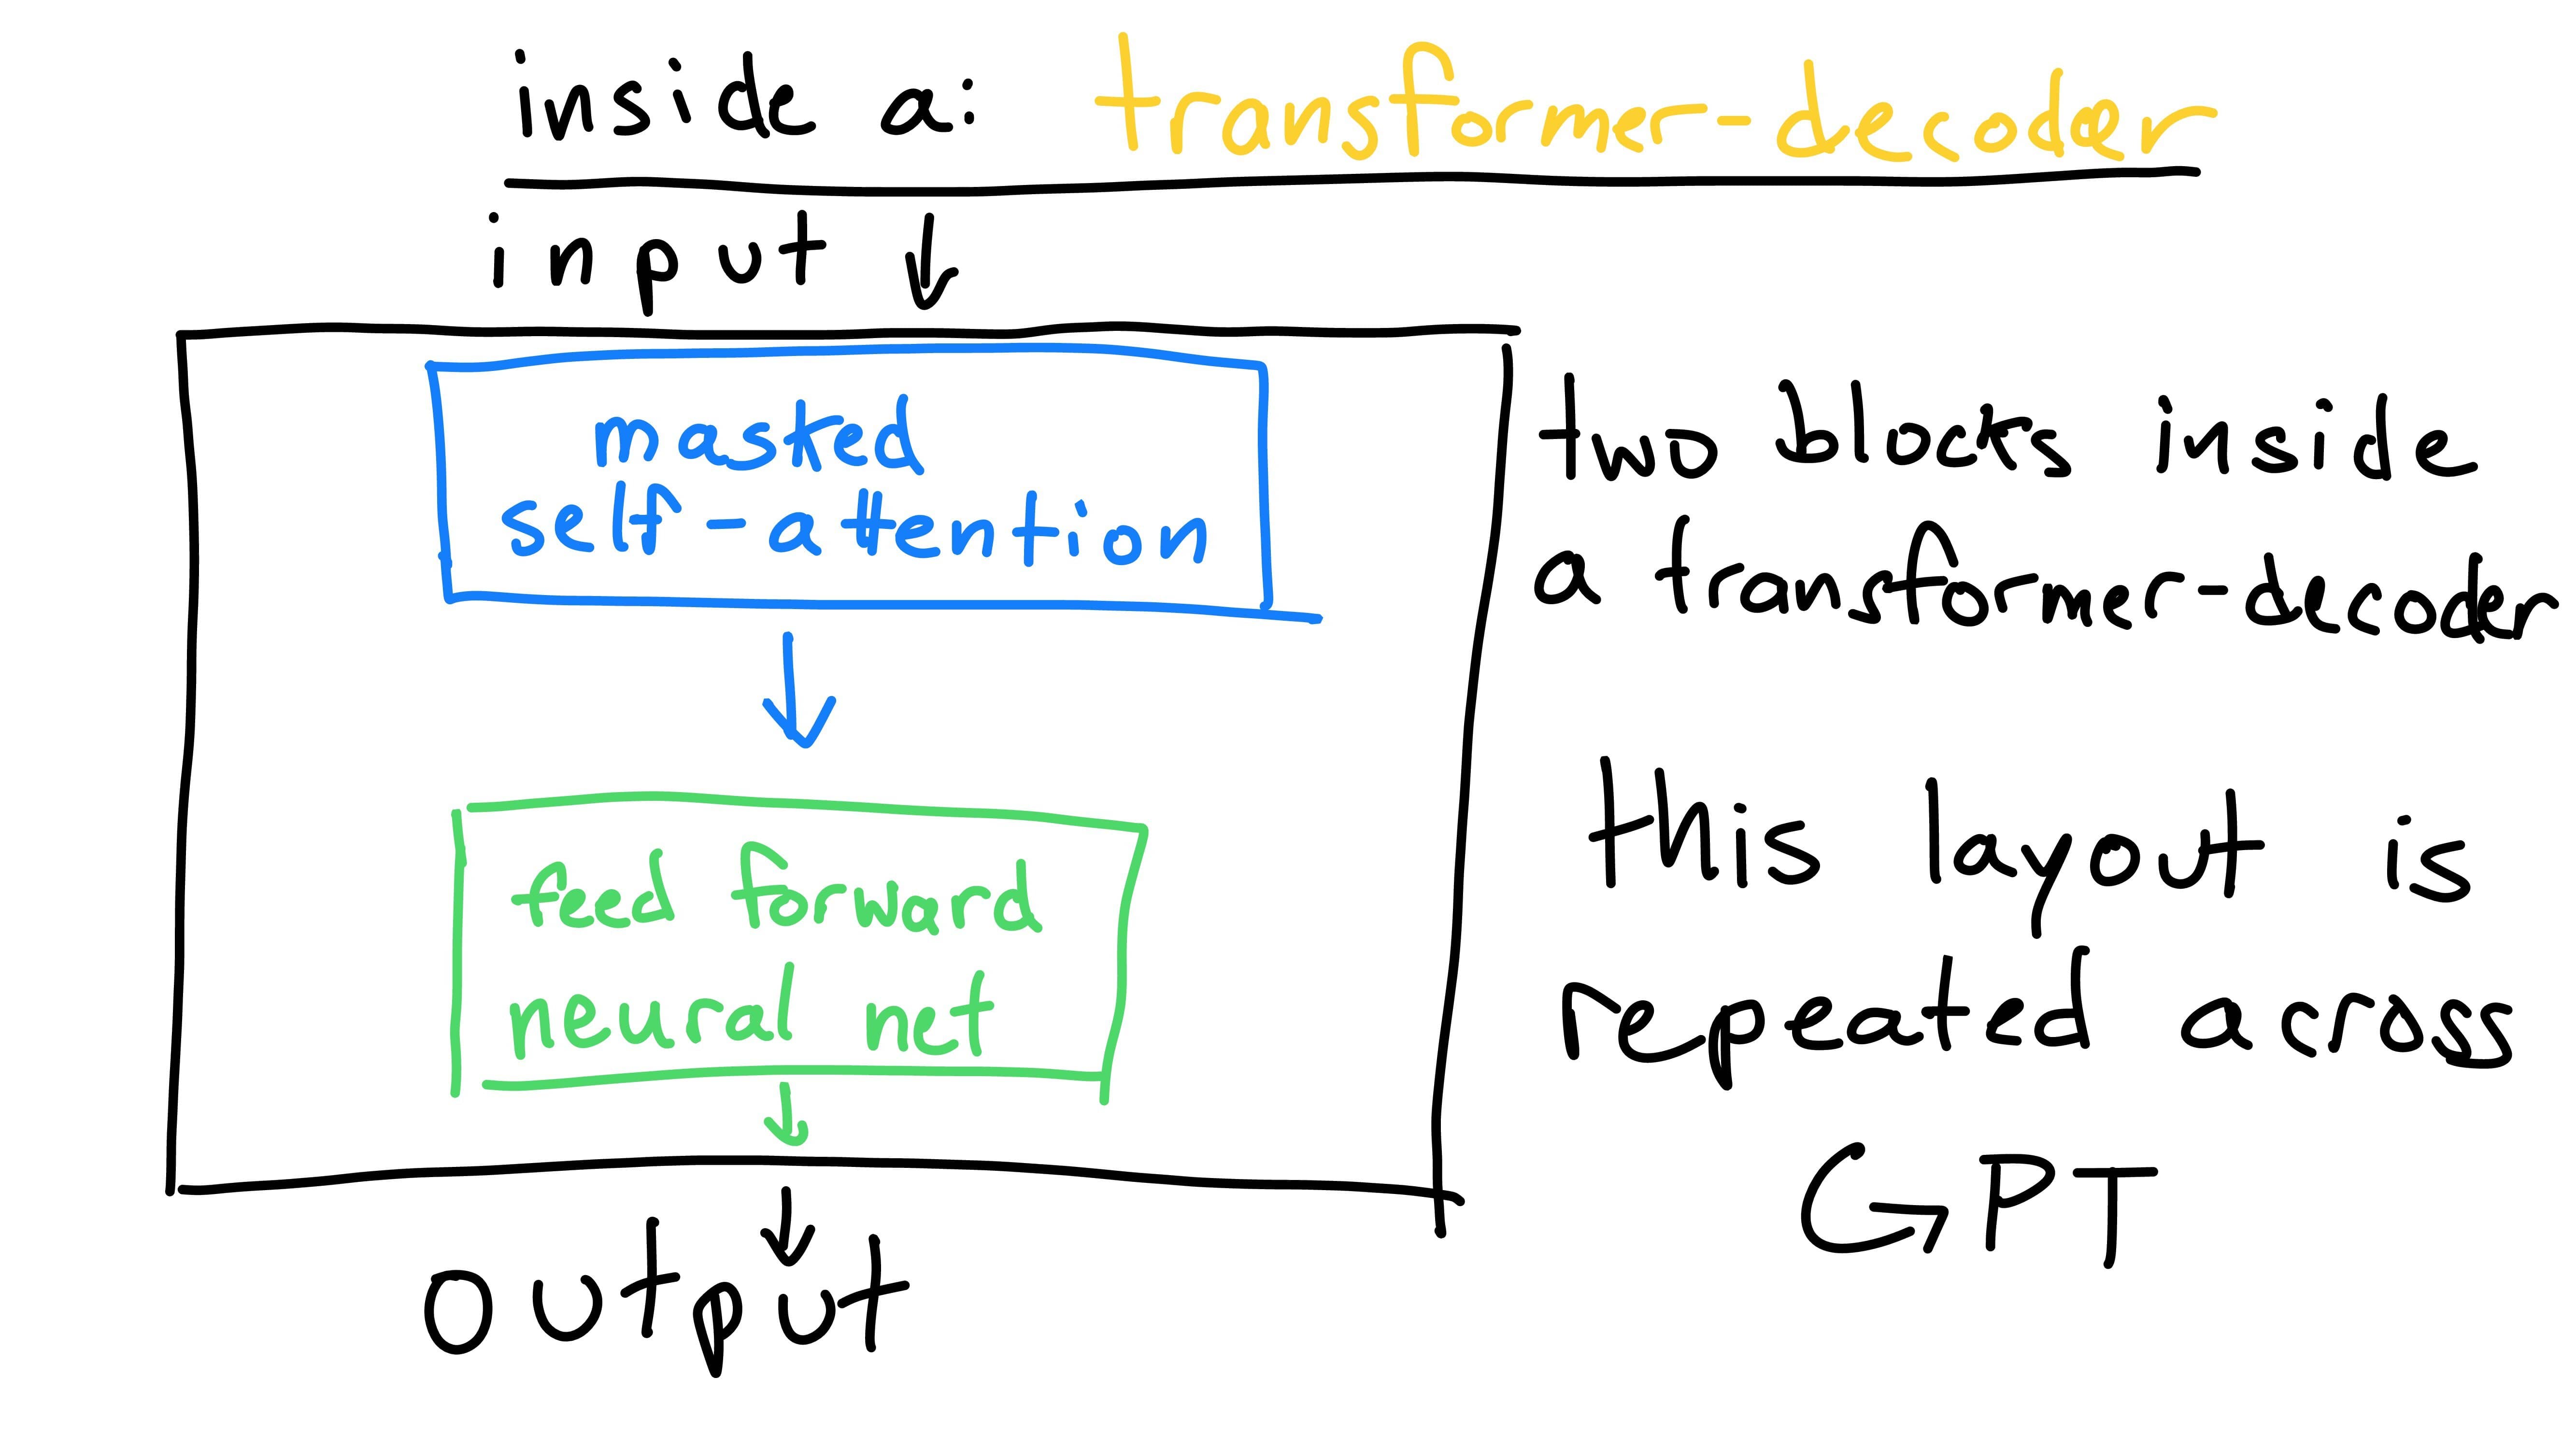 inside a: transformer-decoder
input
masked
self-attention
feed forward
neural net
output
two blocks inside
a transformer-decoder
this layout is
repeated across
GPT